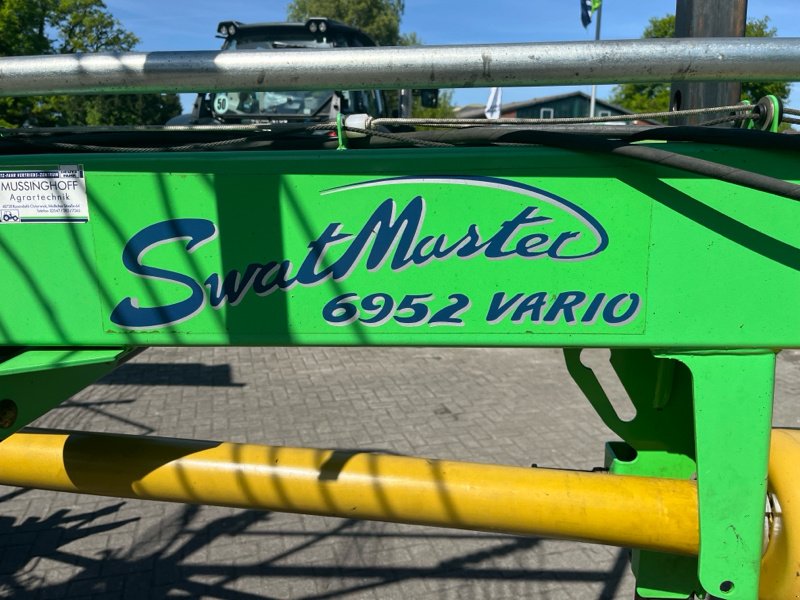 MUSSINGHOFF
Agrartechnik
SwatMaster
6952 VARIO
50